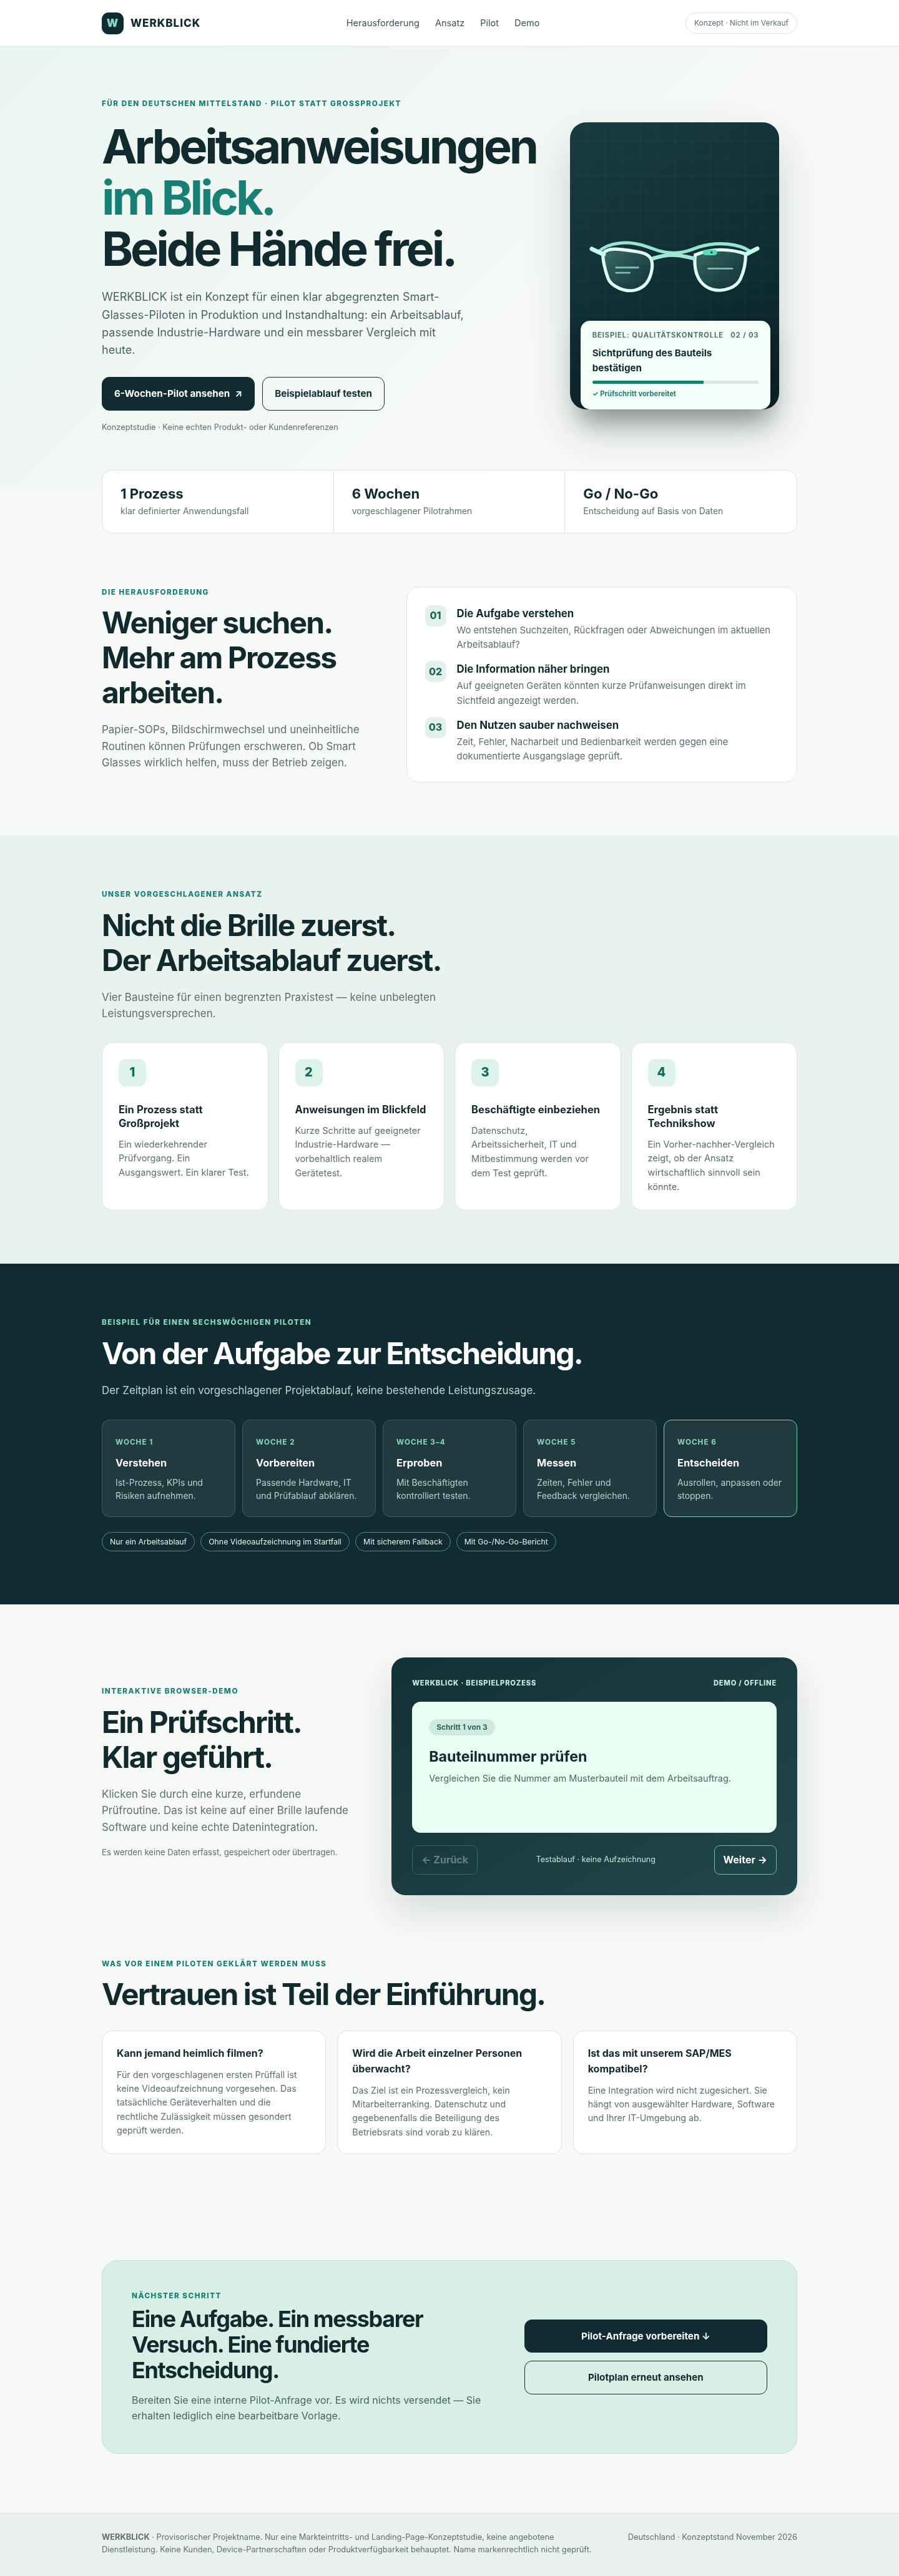 W WERKBLICK
Herausforderung Ansatz Pilot Demo
Konzept · Nicht im Verkauf
FÜR DEN DEUTSCHEN MITTELSTAND · PILOT STATT GROSSPROJEKT
Arbeitsanweisungen
im Blick.
Beide Hände frei.
WERKBLICK ist ein Konzept für einen klar abgegrenzten Smart-
Glasses-Piloten in Produktion und Instandhaltung: ein Arbeitsablauf,
passende Industrie-Hardware und ein messbarer Vergleich mit
heute.
6-Wochen-Pilot ansehen ↗
Beispielablauf testen
Konzeptstudie · Keine echten Produkt- oder Kundenreferenzen
BEISPIEL: QUALITÄTSKONTROLLE 02 / 03
Sichtprüfung des Bauteils
bestätigen
✓ Prüfschritt vorbereitet
1 Prozess
klar definierter Anwendungsfall
6 Wochen
vorgeschlagener Pilotrahmen
Go / No-Go
Entscheidung auf Basis von Daten
DIE HERAUSFORDERUNG
Weniger suchen.
Mehr am Prozess
arbeiten.
Papier-SOPs, Bildschirmwechsel und uneinheitliche
Routinen können Prüfungen erschweren. Ob Smart
Glasses wirklich helfen, muss der Betrieb zeigen.
01
Die Aufgabe verstehen
Wo entstehen Suchzeiten, Rückfragen oder Abweichungen im aktuellen
Arbeitsablauf?
02
Die Information näher bringen
Auf geeigneten Geräten könnten kurze Prüfanweisungen direkt im
Sichtfeld angezeigt werden.
03
Den Nutzen sauber nachweisen
Zeit, Fehler, Nacharbeit und Bedienbarkeit werden gegen eine
dokumentierte Ausgangslage geprüft.
UNSER VORGESCHLAGENER ANSATZ
Nicht die Brille zuerst.
Der Arbeitsablauf zuerst.
Vier Bausteine für einen begrenzten Praxistest — keine unbelegten
Leistungsversprechen.
1
Ein Prozess statt
Großprojekt
Ein wiederkehrender
Prüfvorgang. Ein
Ausgangswert. Ein klarer Test.
2
Anweisungen im Blickfeld
Kurze Schritte auf geeigneter
Industrie-Hardware —
vorbehaltlich realem
Gerätetest.
3
Beschäftigte einbeziehen
Datenschutz,
Arbeitssicherheit, IT und
Mitbestimmung werden vor
dem Test geprüft.
4
Ergebnis statt
Technikshow
Ein Vorher-nachher-Vergleich
zeigt, ob der Ansatz
wirtschaftlich sinnvoll sein
könnte.
BEISPIEL FÜR EINEN SECHSWÖCHIGEN PILOTEN
Von der Aufgabe zur Entscheidung.
Der Zeitplan ist ein vorgeschlagener Projektablauf, keine bestehende Leistungszusage.
WOCHE 1
Verstehen
Ist-Prozess, KPIs und
Risiken aufnehmen.
WOCHE 2
Vorbereiten
Passende Hardware, IT
und Prüfablauf abklären.
WOCHE 3–4
Erproben
Mit Beschäftigten
kontrolliert testen.
WOCHE 5
Messen
Zeiten, Fehler und
Feedback vergleichen.
WOCHE 6
Entscheiden
Ausrollen, anpassen oder
stoppen.
Nur ein Arbeitsablauf
Ohne Videoaufzeichnung im Startfall
Mit sicherem Fallback
Mit Go-/No-Go-Bericht
INTERAKTIVE BROWSER-DEMO
Ein Prüfschritt.
Klar geführt.
Klicken Sie durch eine kurze, erfundene
Prüfroutine. Das ist keine auf einer Brille laufende
Software und keine echte Datenintegration.
Es werden keine Daten erfasst, gespeichert oder übertragen.
WERKBLICK · BEISPIELPROZESS
DEMO / OFFLINE
Schritt 1 von 3
Bauteilnummer prüfen
Vergleichen Sie die Nummer am Musterbauteil mit dem Arbeitsauftrag.
← Zurück
Testablauf · keine Aufzeichnung
Weiter →
WAS VOR EINEM PILOTEN GEKLÄRT WERDEN MUSS
Vertrauen ist Teil der Einführung.
Kann jemand heimlich filmen?
Für den vorgeschlagenen ersten Prüffall ist
keine Videoaufzeichnung vorgesehen. Das
tatsächliche Geräteverhalten und die
rechtliche Zulässigkeit müssen gesondert
geprüft werden.
Wird die Arbeit einzelner Personen
überwacht?
Das Ziel ist ein Prozessvergleich, kein
Mitarbeiterranking. Datenschutz und
gegebenenfalls die Beteiligung des
Betriebsrats sind vorab zu klären.
Ist das mit unserem SAP/MES
kompatibel?
Eine Integration wird nicht zugesichert. Sie
hängt von ausgewählter Hardware, Software
und Ihrer IT-Umgebung ab.
NÄCHSTER SCHRITT
Eine Aufgabe. Ein messbarer
Versuch. Eine fundierte
Entscheidung.
Bereiten Sie eine interne Pilot-Anfrage vor. Es wird nichts versendet — Sie
erhalten lediglich eine bearbeitbare Vorlage.
Pilot-Anfrage vorbereiten ↓
Pilotplan erneut ansehen
WERKBLICK · Provisorischer Projektname. Nur eine Markteintritts- und Landing-Page-Konzeptstudie, keine angebotene
Dienstleistung. Keine Kunden, Device-Partnerschaften oder Produktverfügbarkeit behauptet. Name markenrechtlich nicht geprüft.
Deutschland · Konzeptstand November 2026